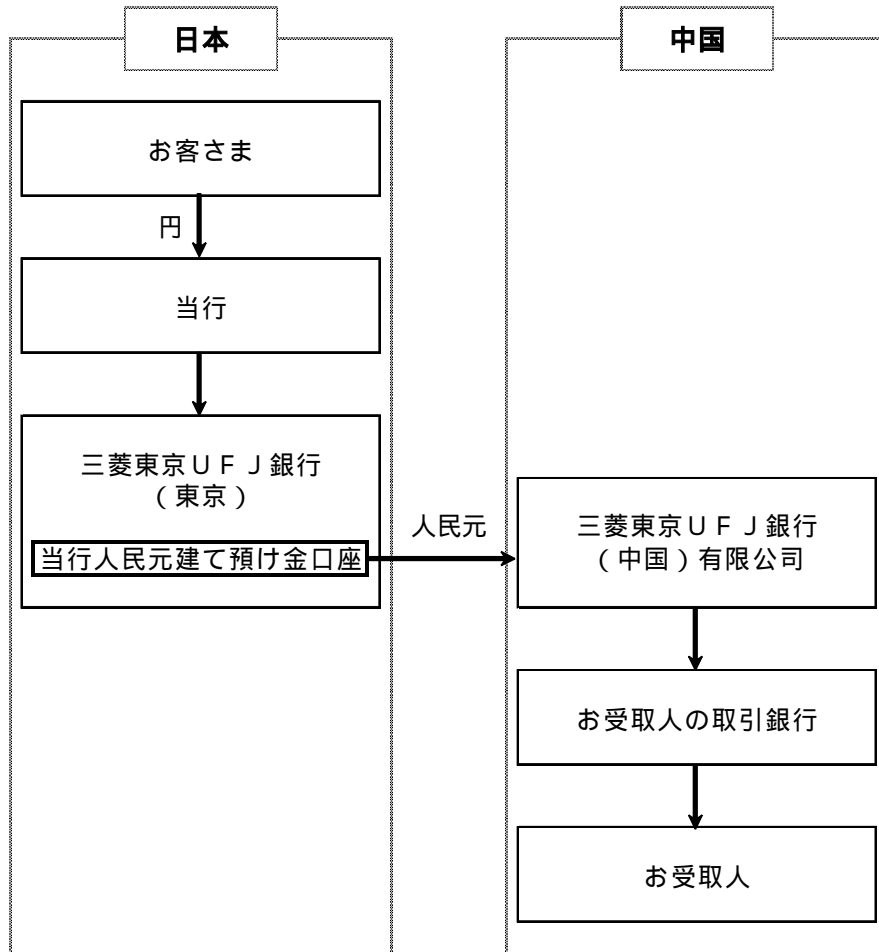 日本
お客さま
円
当行
三菱東京ＵＦＪ銀行
（東京）
当行人民元建て預け金口座
人民元
中国
三菱東京ＵＦＪ銀行
（中国）有限公司
お受取人の取引銀行
お受取人